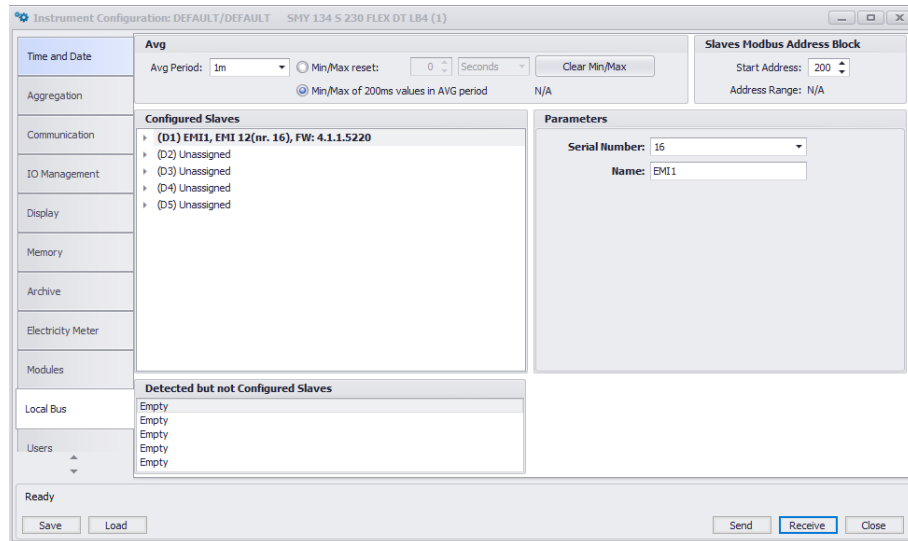 Instrument Configuration: DEFAULT/DEFAULT SMY 134 S 230 FLEX DT LB4 (1)
Time and Date
Aggregation
Communication
IO Management
Display
Memory
Archive
Electricity Meter
Modules
Local Bus
Users
Avg
Avg Period: 1m
Min/Max reset: 0 Seconds
Clear Min/Max
Min/Max of 200ms values in AVG period
N/A
Slaves Modbus Address Block
Start Address: 200
Address Range: N/A
Configured Slaves
(D1) EMI1, EMI 12(nr. 16), FW: 4.1.1.5220
(D2) Unassigned
(D3) Unassigned
(D4) Unassigned
(D5) Unassigned
Parameters
Serial Number: 16
Name: EMI1
Detected but not Configured Slaves
Empty
Empty
Empty
Empty
Empty
Ready
Save Load Send Receive Close